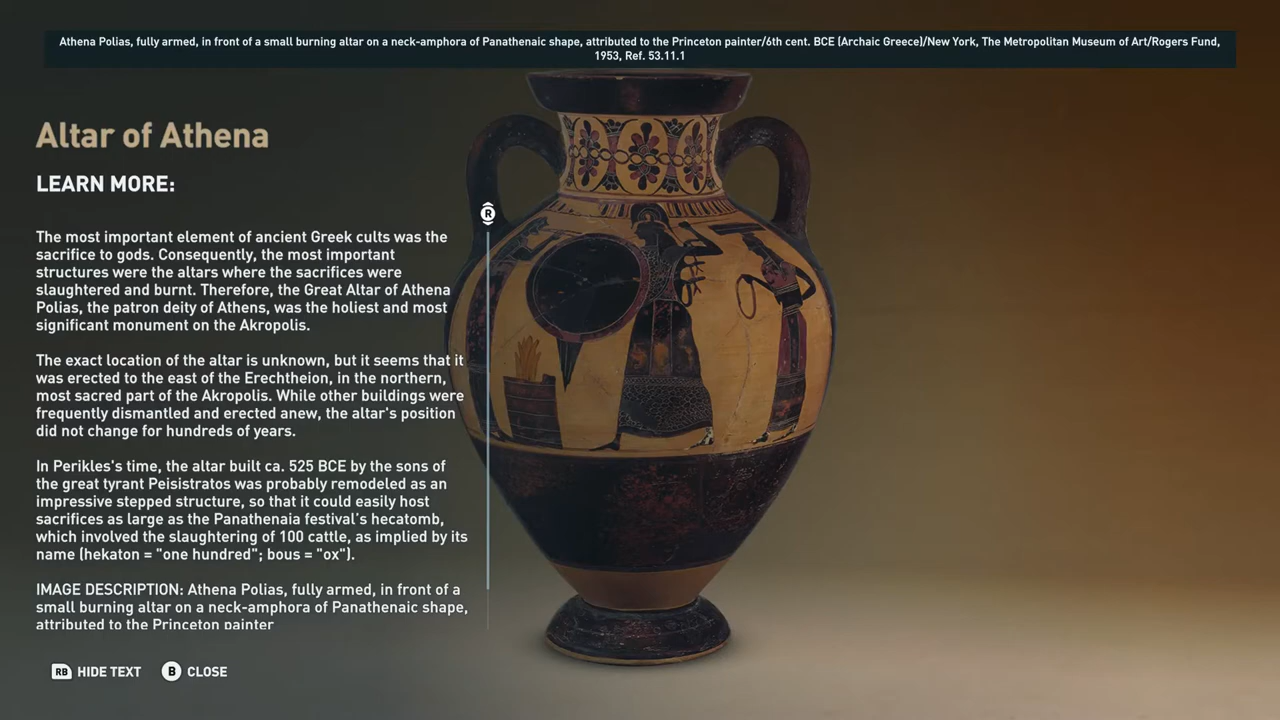 Athena Polias, fully armed, in front of a small burning altar on a neck-amphora of Panathenaic shape, attributed to the Princeton painter/6th cent. BCE (Archaic Greece)/New York, The Metropolitan Museum of Art/Rogers Fund,
1953, Ref. 53.11.1
Altar of Athena
LEARN MORE:
R
The most important element of ancient Greek cults was the
sacrifice to gods. Consequently, the most important
structures were the altars where the sacrifices were
slaughtered and burnt. Therefore, the Great Altar of Athena
Polias, the patron deity of Athens, was the holiest and most
significant monument on the Akropolis.
The exact location of the altar is unknown, but it seems that it
was erected to the east of the Erechtheion, in the northern,
most sacred part of the Akropolis. While other buildings were
frequently dismantled and erected anew, the altar's position
did not change for hundreds of years.
In Perikles's time, the altar built ca. 525 BCE by the sons of
the great tyrant Peisistratos was probably remodeled as an
impressive stepped structure, so that it could easily host
sacrifices as large as the Panathenaia festival's hecatomb,
which involved the slaughtering of 100 cattle, as implied by its
name (hekaton = "one hundred"; bous = "ox").
IMAGE DESCRIPTION: Athena Polias, fully armed, in front of a
small burning altar on a neck-amphora of Panathenaic shape,
attributed to the Princeton painter
RB HIDE TEXT B CLOSE